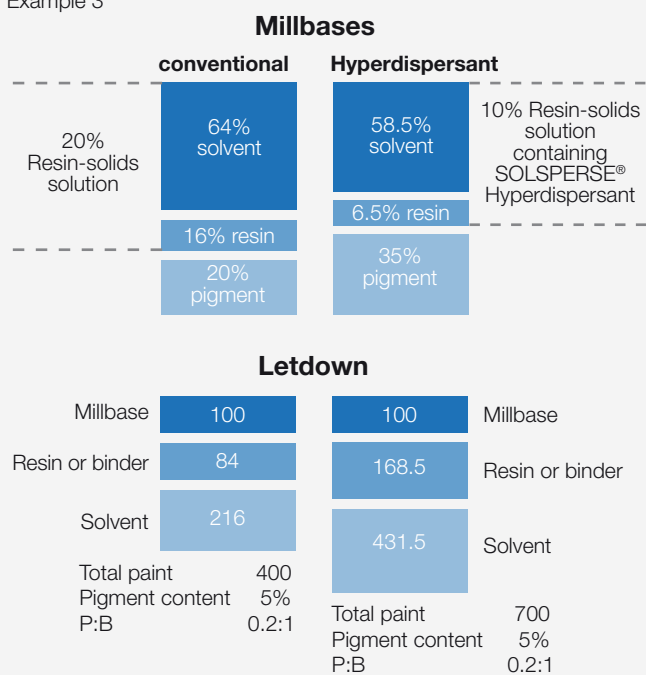 Example 3
Millbases
conventional
Hyperdispersant
20%
Resin-solids
solution
64%
solvent
16% resin
20%
pigment
58.5%
solvent
6.5% resin
35%
pigment
10% Resin-solids
solution
containing
SOLSPERSE®
Hyperdispersant
Letdown
Millbase 100
Resin or binder 84
Solvent 216
Total paint 400
Pigment content 5%
P:B 0.2:1
100 Millbase
168.5 Resin or binder
431.5 Solvent
Total paint 700
Pigment content 5%
P:B 0.2:1